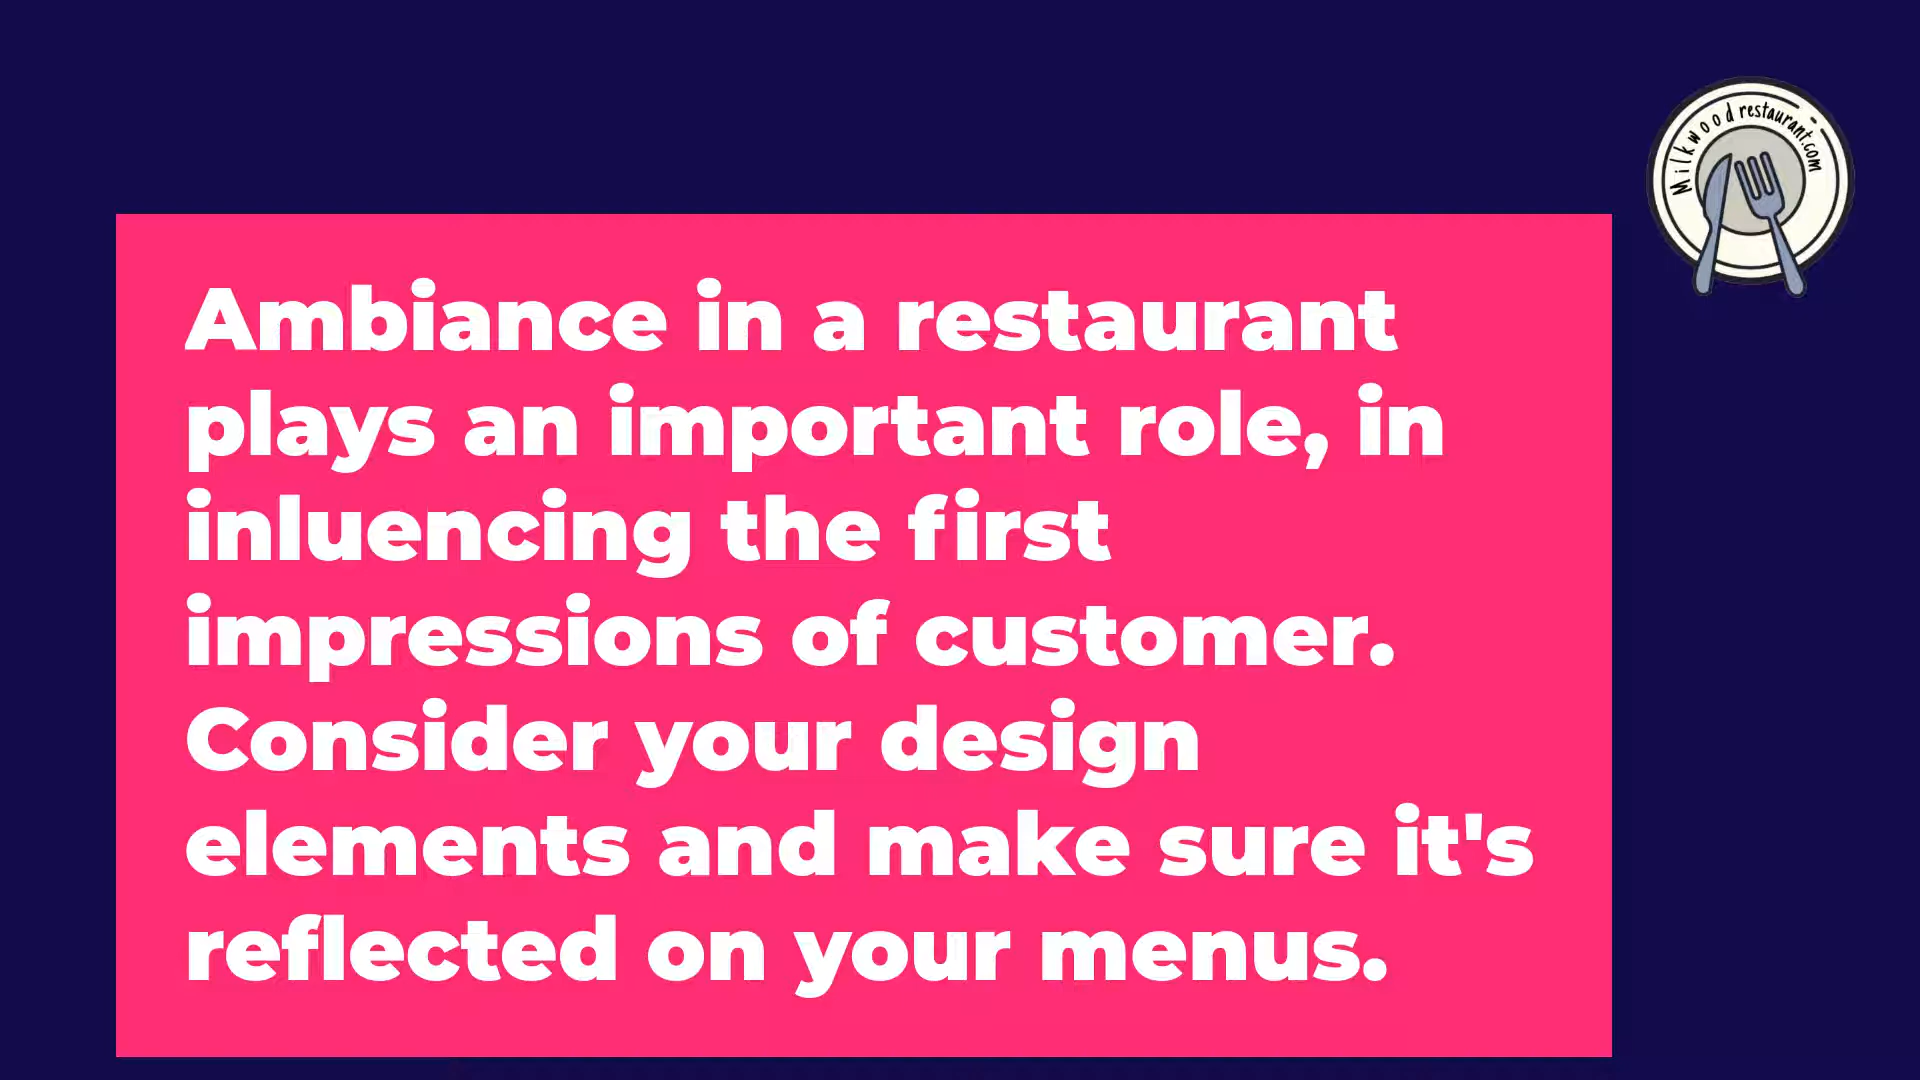 Milkwood restaurant.com
Ambiance in a restaurant
plays an important role, in
inluencing the first
impressions of customer.
Consider your design
elements and make sure it's
reflected on your menus.